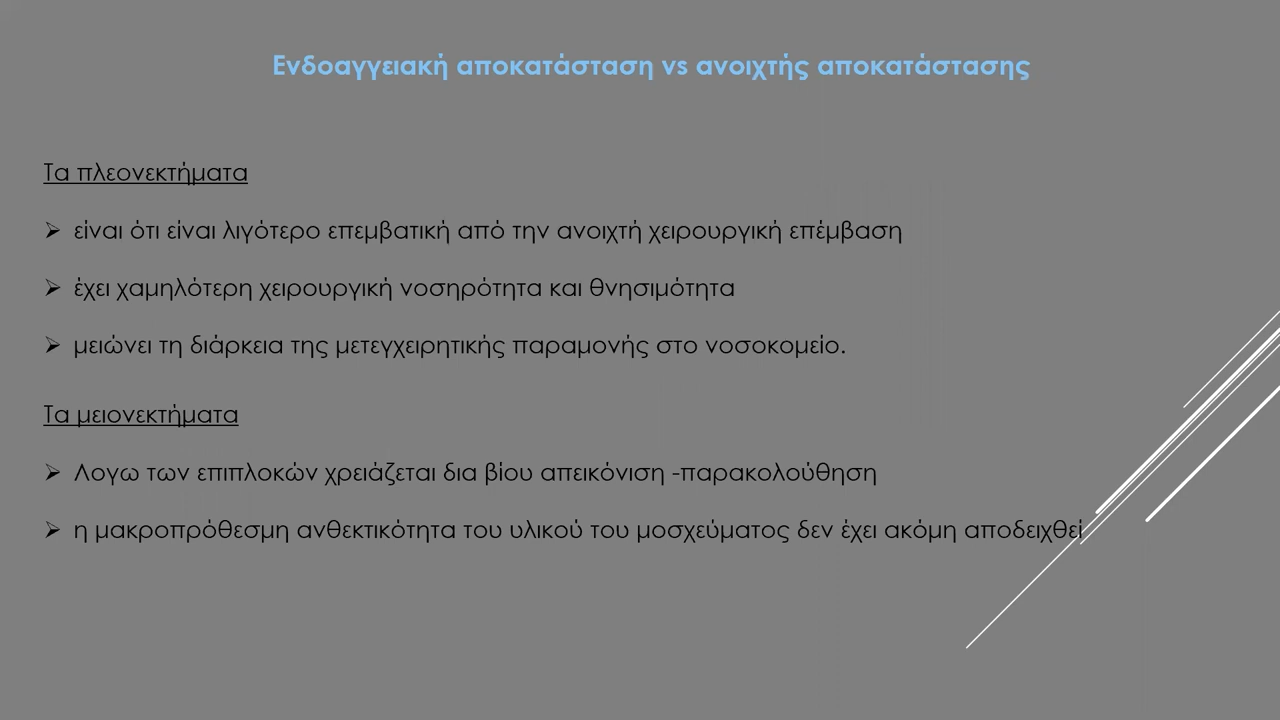 Ενδοαγγειακή αποκατάσταση vs ανοιχτής αποκατάστασης
Τα πλεονεκτήματα
➢ είναι ότι είναι λιγότερο επεμβατική από την ανοιχτή χειρουργική επέμβαση
➢ έχει χαμηλότερη χειρουργική νοσηρότητα και θνησιμότητα
➢ μειώνει τη διάρκεια της μετεγχειρητικής παραμονής στο νοσοκομείο.
Τα μειονεκτήματα
➢ Λογω των επιπλοκών χρειάζεται δια βίου απεικόνιση -παρακολούθηση
➢ η μακροπρόθεσμη ανθεκτικότητα του υλικού του μοσχεύματος δεν έχει ακόμη αποδειχθεί